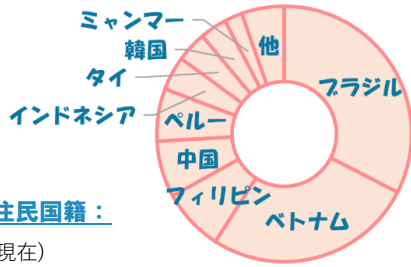 ミャンマー
韓国
タイ
インドネシア
ペルー
中国
フィリピン
ベトナム
ブラジル
他
住民国籍：
現在）